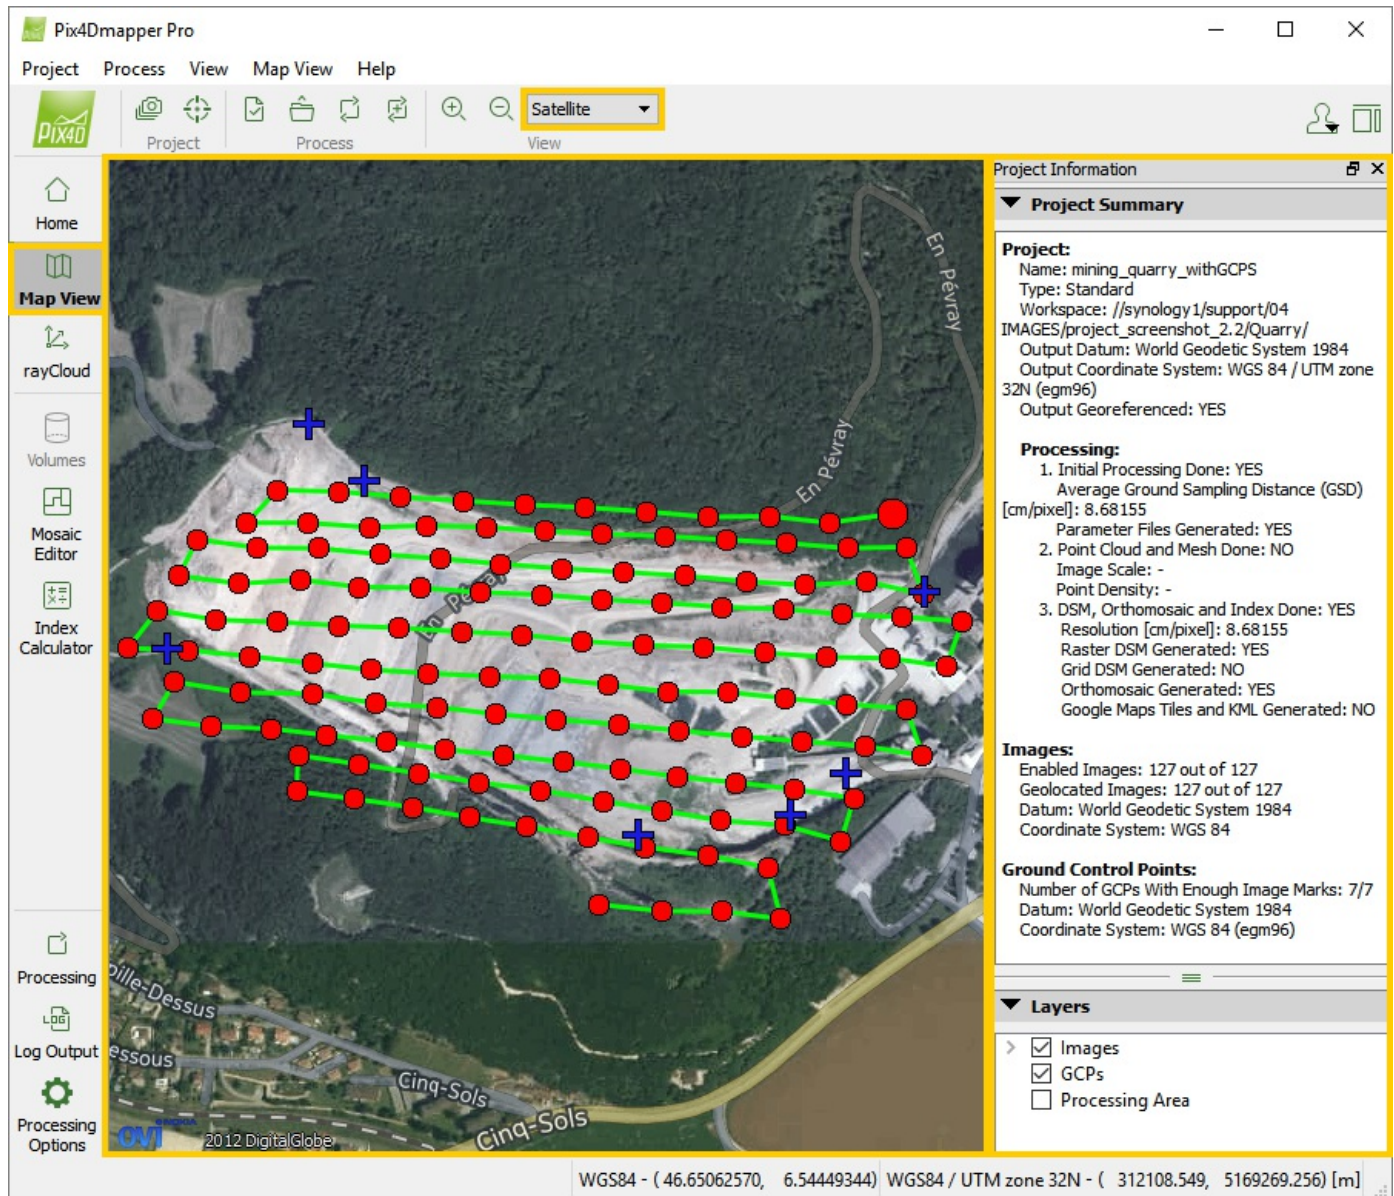 Pix4Dmapper Pro
Project Process View Map View Help
PIX4D
Project
Process
Satellite
View
Home
Map View
rayCloud
Volumes
Mosaic
Editor
Index
Calculator
Processing
LOG
Log Output
Processing
Options
En Pévray
En Pévray
En Pévray
pille-Dessus
essous
Cinq-Sols
Cinq-Sols
ovi NOKIA
2012 DigitalGlobe
Project Information
Project Summary
Project:
Name: mining_quarry_withGCPS
Type: Standard
Workspace: //synology1/support/04
IMAGES/project_screenshot_2.2/Quarry/
Output Datum: World Geodetic System 1984
Output Coordinate System: WGS 84 / UTM zone
32N (egm96)
Output Georeferenced: YES
Processing:
1. Initial Processing Done: YES
Average Ground Sampling Distance (GSD)
[cm/pixel]: 8.68155
Parameter Files Generated: YES
2. Point Cloud and Mesh Done: NO
Image Scale: -
Point Density: -
3. DSM, Orthomosaic and Index Done: YES
Resolution [cm/pixel]: 8.68155
Raster DSM Generated: YES
Grid DSM Generated: NO
Orthomosaic Generated: YES
Google Maps Tiles and KML Generated: NO
Images:
Enabled Images: 127 out of 127
Geolocated Images: 127 out of 127
Datum: World Geodetic System 1984
Coordinate System: WGS 84
Ground Control Points:
Number of GCPs With Enough Image Marks: 7/7
Datum: World Geodetic System 1984
Coordinate System: WGS 84 (egm96)
Layers
Images
GCPs
Processing Area
WGS84 - ( 46.65062570, 6.54449344) WGS84 / UTM zone 32N - ( 312108.549, 5169269.256) [m]